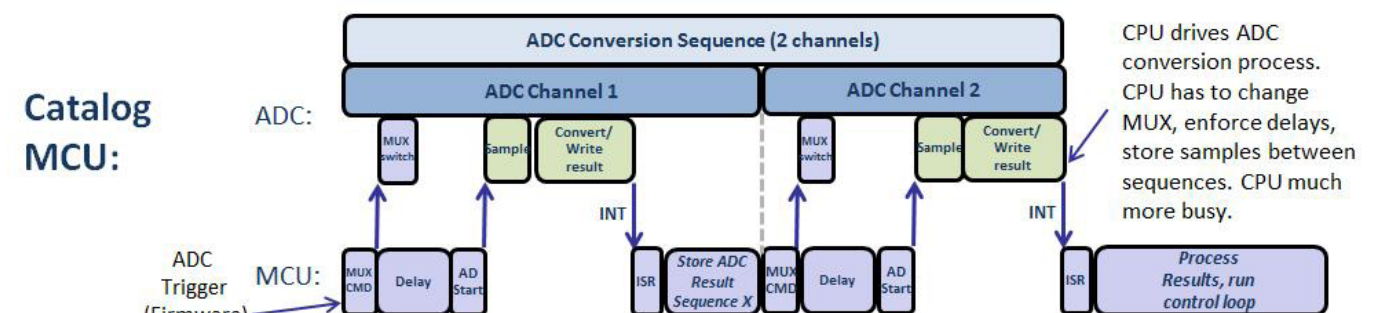 ADC Conversion Sequence (2 channels)
ADC Channel 1
ADC Channel 2
Catalog
MCU:
ADC:
MUX
switch
Sample
Convert/
Write
result
INT
MUX
switch
Sample
Convert/
Write
result
INT
CPU drives ADC
conversion process.
CPU has to change
MUX, enforce delays,
store samples between
sequences. CPU much
more busy.
ADC
Trigger
(Firmware)
MCU:
MUX
CMD
Delay
AD
Start
ISR
Store ADC
Result
Sequence X
MUX
CMD
Delay
AD
Start
ISR
Process
Results, run
control loop